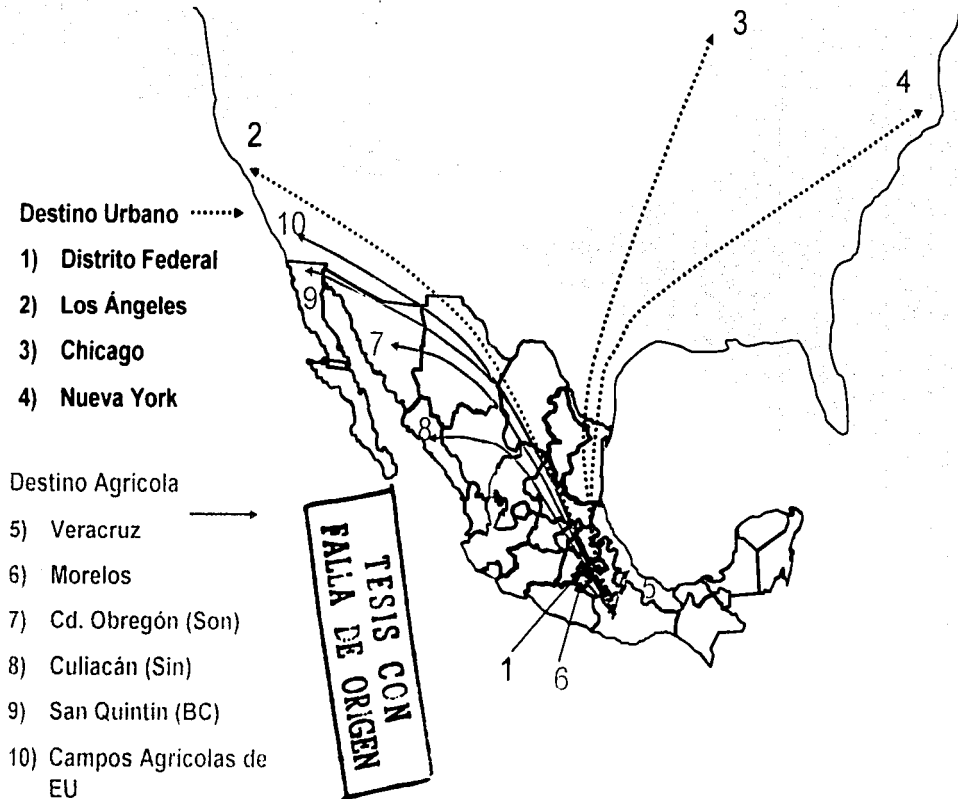 3
4
2
10
9
7
8
5
1
6
Destino Urbano
1) Distrito Federal
2) Los Ángeles
3) Chicago
4) Nueva York
Destino Agrícola
5) Veracruz
6) Morelos
7) Cd. Obregón (Son)
8) Culiacán (Sin)
9) San Quintín (BC)
10) Campos Agrícolas de
EU
TESIS CON
FALLA DE ORIGEN